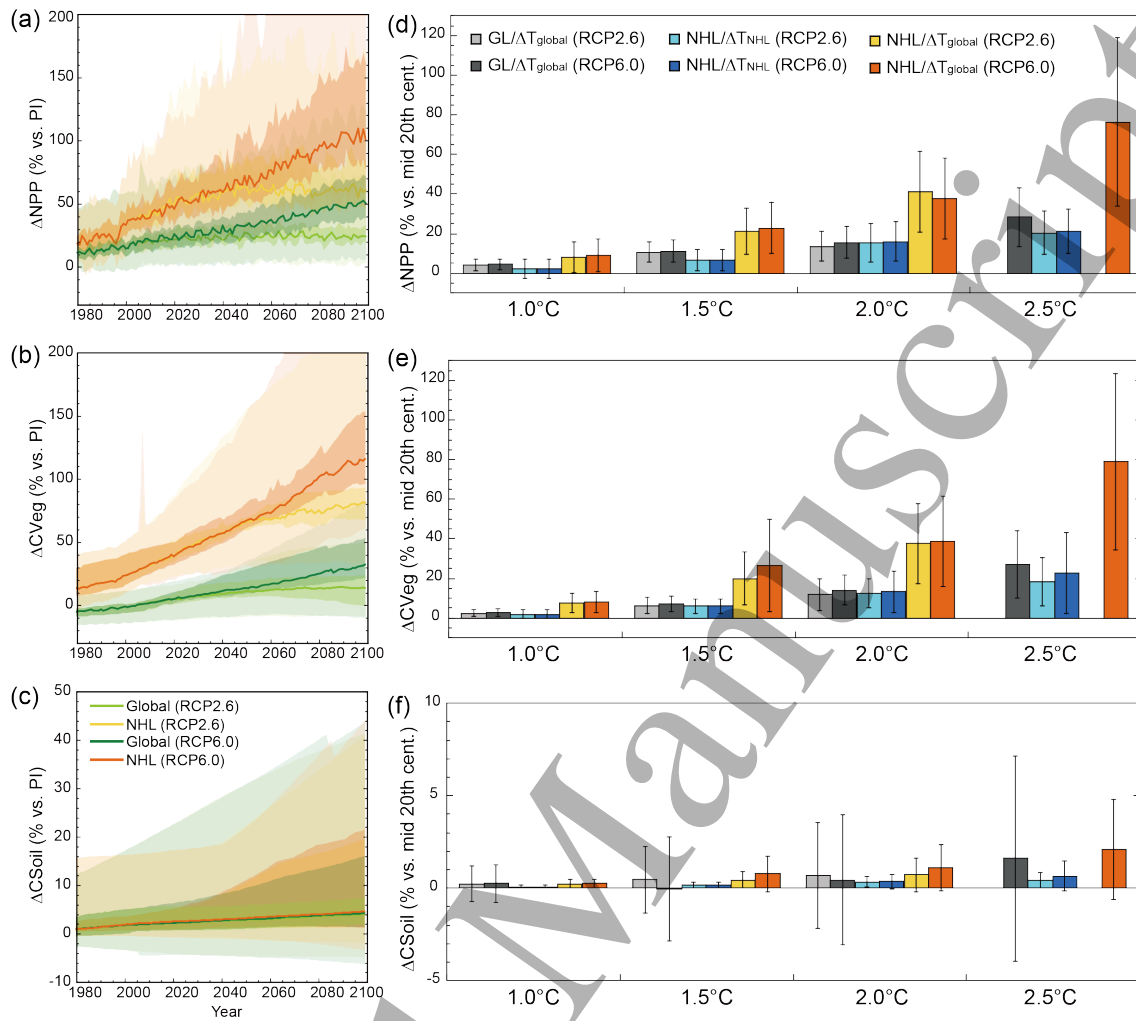 (a)
ΔNPP (% vs. PI)
200
150
100
50
0
1980 2000 2020 2040 2060 2080 2100
(d)
ΔNPP (% vs. mid 20th cent.)
120
100
80
60
40
20
0
GL/ΔTglobal (RCP2.6) NHL/ΔTNHL (RCP2.6) NHL/ΔTglobal (RCP2.6)
GL/ΔTglobal (RCP6.0) NHL/ΔTNHL (RCP6.0) NHL/ΔTglobal (RCP6.0)
1.0°C 1.5°C 2.0°C 2.5°C
(b)
ΔCVeg (% vs. PI)
200
150
100
50
0
1980 2000 2020 2040 2060 2080 2100
(e)
ΔCVeg (% vs. mid 20th cent.)
120
100
80
60
40
20
0
1.0°C 1.5°C 2.0°C 2.5°C
(c)
ΔCSoil (% vs. PI)
50
40
30
20
10
0
-10
Global (RCP2.6)
NHL (RCP2.6)
Global (RCP6.0)
NHL (RCP6.0)
1980 2000 2020 2040 2060 2080 2100
Year
(f)
ΔCSoil (% vs. mid 20th cent.)
10
5
0
-5
1.0°C 1.5°C 2.0°C 2.5°C
Manuscript